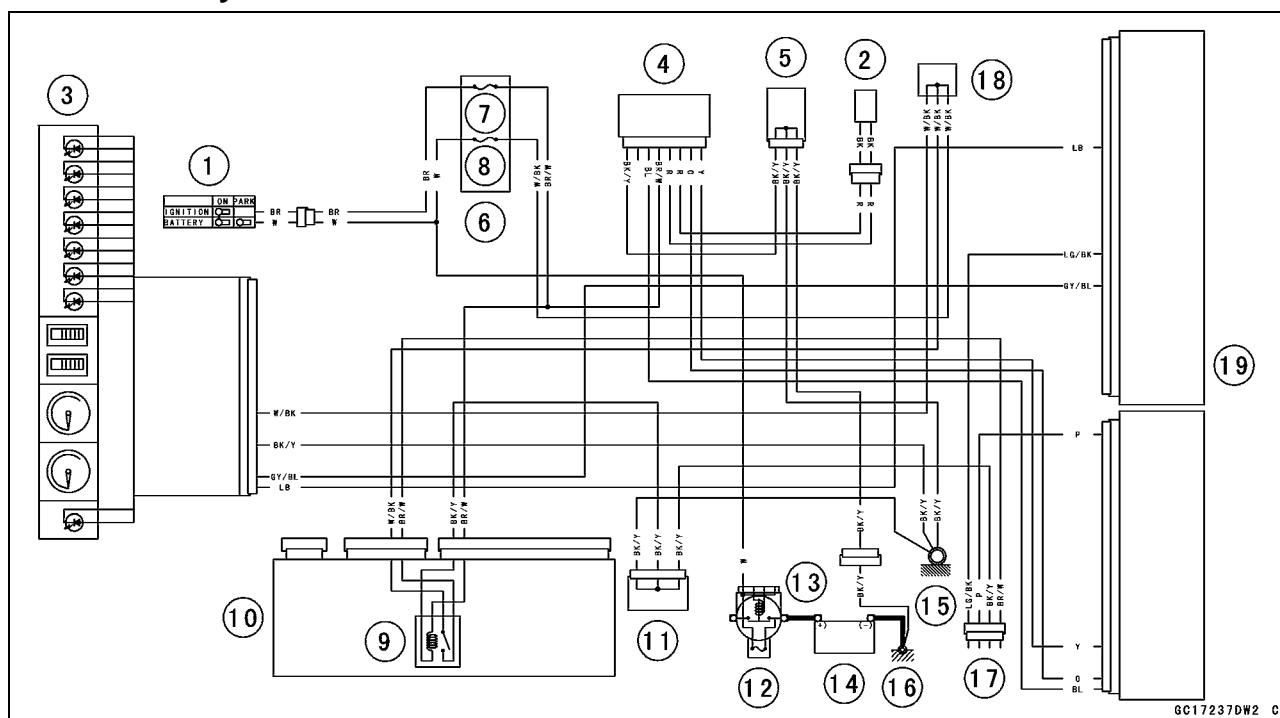 3
1
ON PARK
IGNITION
BATTERY
BR BR
W W
7
8
6
BR
W
W/BK
BR/W
4
BK/Y
BL
BR/W
R
R
O
Y
5
BK/Y
BK/Y
BK/Y
2
BK
BK
R
R
18
W/BK
W/BK
W/BK
LB
LG/BK
GY/BL
19
W/BK
BK/Y
GY/BL
LB
P
W/BK
BR/W
BK/Y
BR/W
10
9
BK/Y
BK/Y
BK/Y
11
W
13
(+) (-)
12
14
16
BK/Y
BK/Y
BK/Y
BK/Y
15
LG/BK
P
BK/Y
BR/W
17
Y
O
BL
GC17237DW2 C